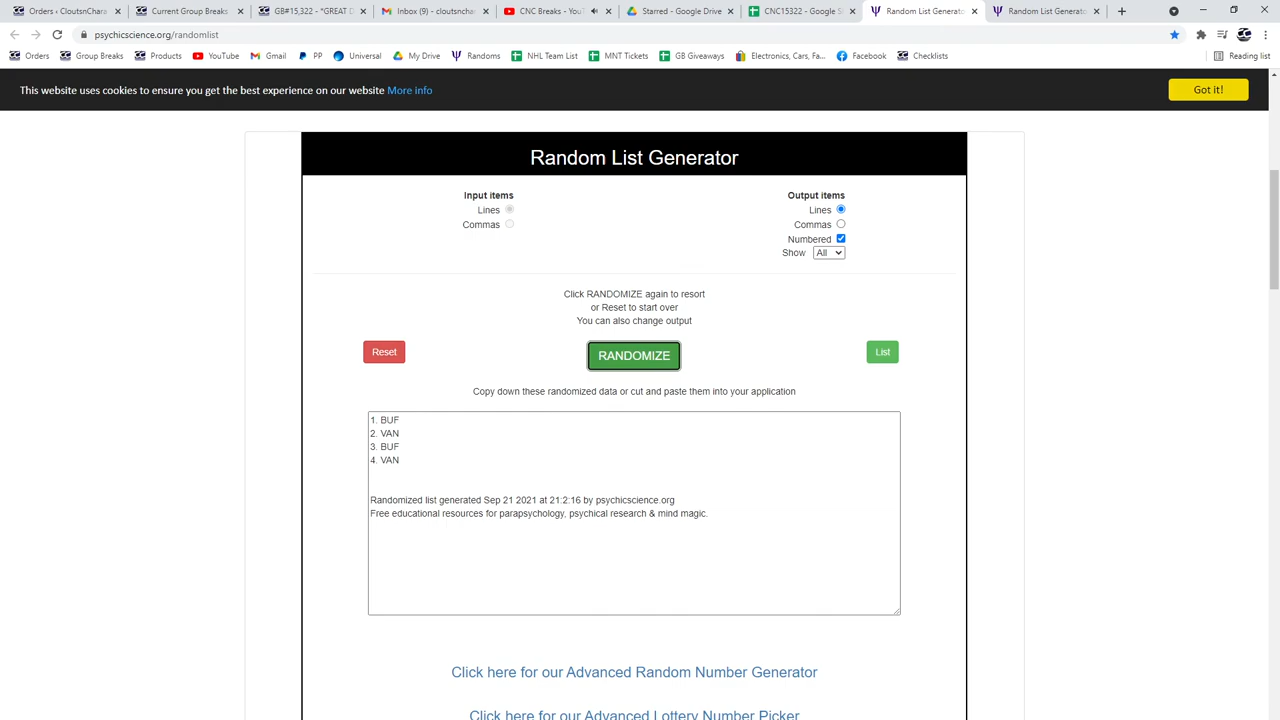 Orders · CloutsnChara
Current Group Breaks
GB#15,322 - *GREAT D
Inbox (9) - cloutsnchar
CNC Breaks - YouT
Starred - Google Drive
CNC15322 - Google S
Random List Generato
Random List Generato
psychicscience.org/randomlist
Orders
Group Breaks
Products
YouTube
Gmail
PP
Universal
My Drive
Randoms
NHL Team List
MNT Tickets
GB Giveaways
Electronics, Cars, Fa...
Facebook
Checklists
Reading list
This website uses cookies to ensure you get the best experience on our website More info
Got it!
Random List Generator
Input items
Output items
Lines
Lines
Commas
Commas
Numbered
Show All
Click RANDOMIZE again to resort
or Reset to start over
You can also change output
Reset
RANDOMIZE
List
Copy down these randomized data or cut and paste them into your application
1. BUF
2. VAN
3. BUF
4. VAN
Randomized list generated Sep 21 2021 at 21:2:16 by psychicscience.org
Free educational resources for parapsychology, psychical research & mind magic.
Click here for our Advanced Random Number Generator
Click here for our Advanced Lottery Number Picker